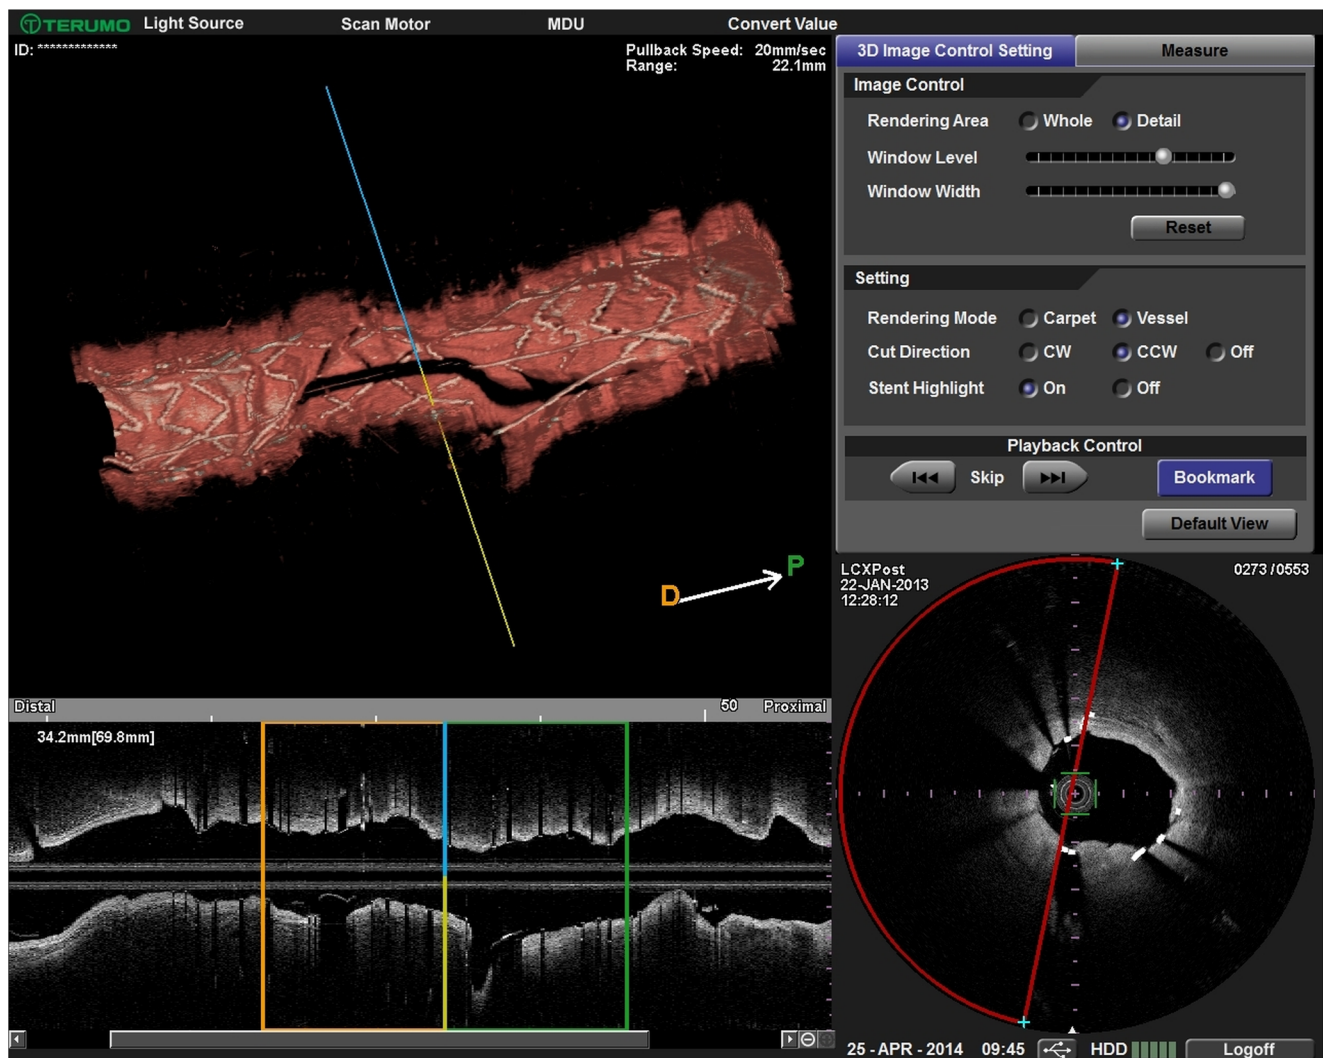 TERUMO Light Source Scan Motor MDU Convert Value
ID: *************
Pullback Speed: 20mm/sec
Range: 22.1mm
3D Image Control Setting Measure
Image Control
Rendering Area Whole Detail
Window Level
Window Width
Reset
Setting
Rendering Mode Carpet Vessel
Cut Direction CW CCW Off
Stent Highlight On Off
Playback Control
Skip Bookmark
Default View
D P
LCXPost
22-JAN-2013
12:28:12
0273/0553
Distal 50 Proximal
34.2mm[69.8mm]
25 - APR - 2014 09:45 HDD Logoff